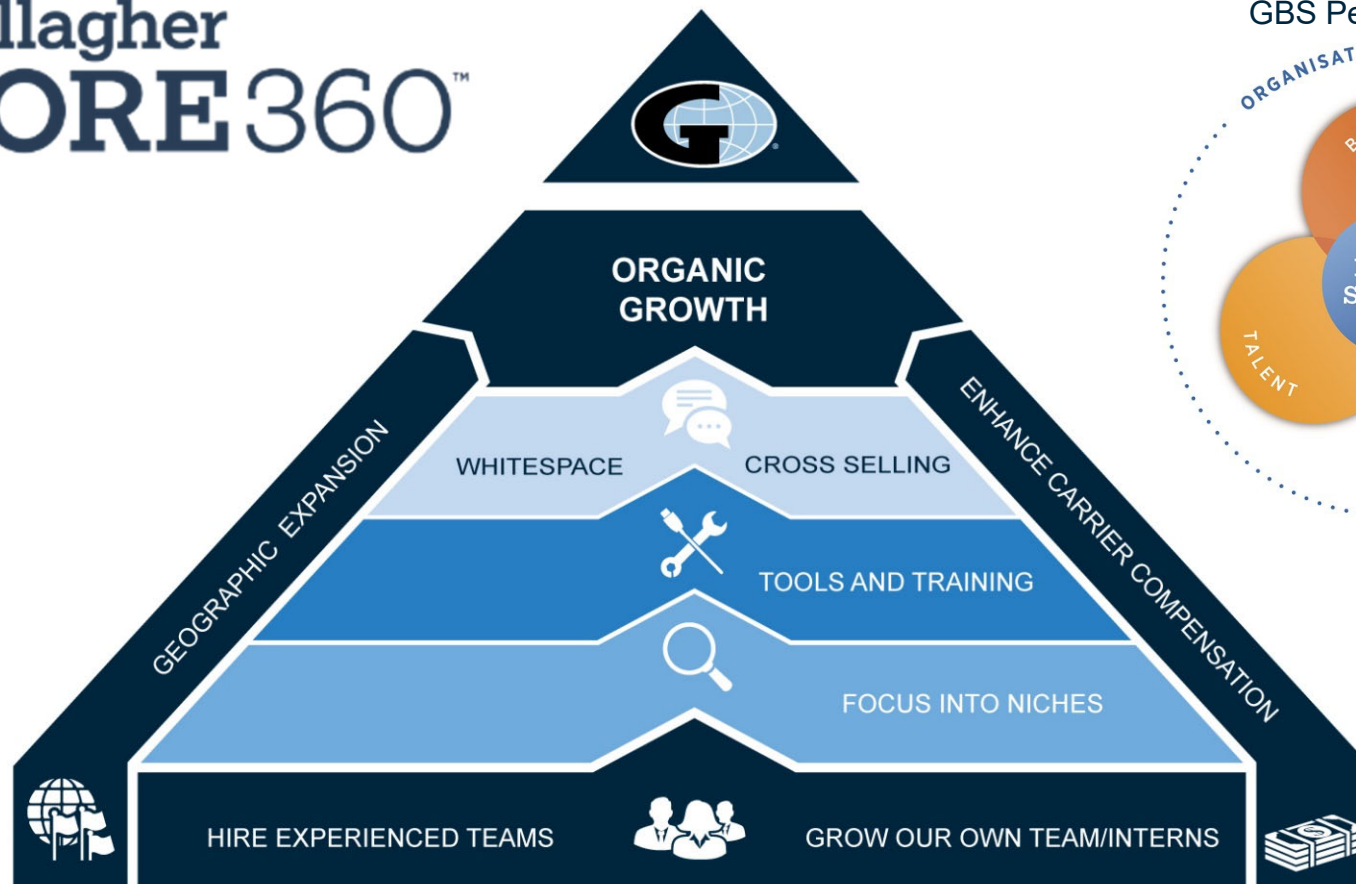 llagher
ORE360™
GBS Pe
ORGANISAT
TALENT
G
ORGANIC
GROWTH
WHITESPACE
CROSS SELLING
TOOLS AND TRAINING
FOCUS INTO NICHES
GEOGRAPHIC EXPANSION
ENHANCE CARRIER COMPENSATION
HIRE EXPERIENCED TEAMS
GROW OUR OWN TEAM/INTERNS